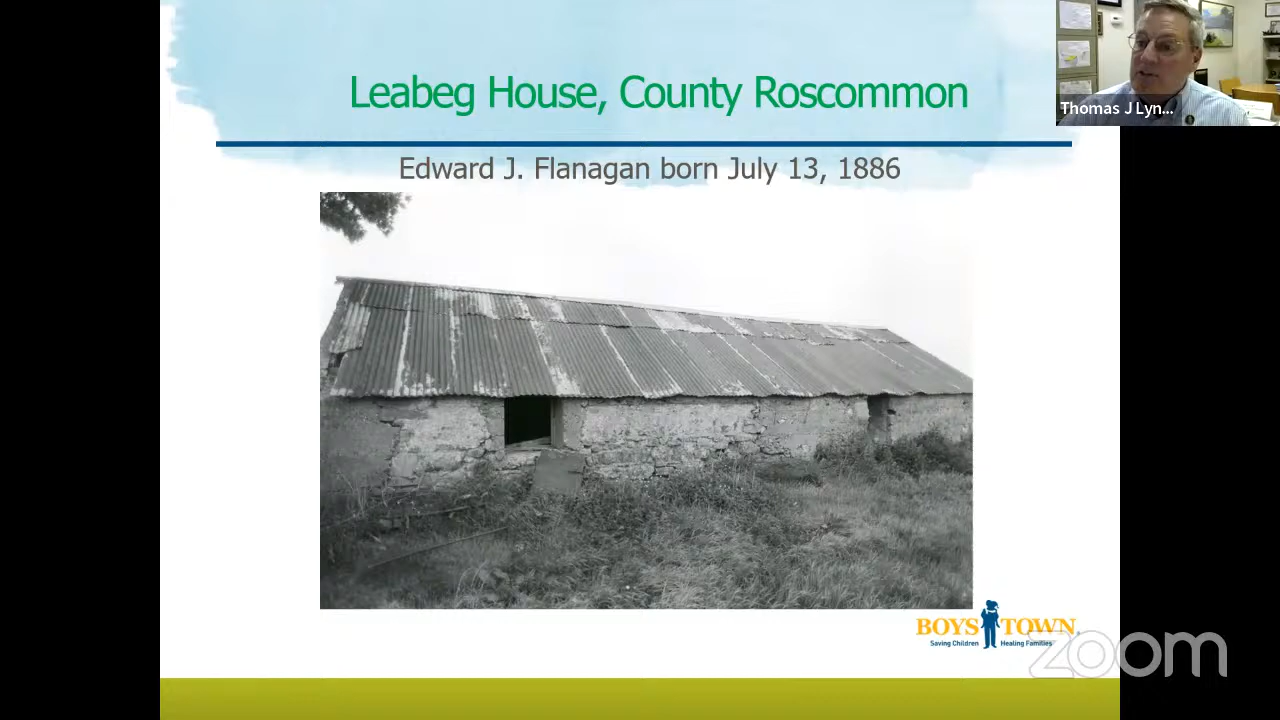 Leabeg House, County Roscommon
Thomas J Lyn...
Edward J. Flanagan born July 13, 1886
BOYS TOWN
Saving Children Healing Families
zoom